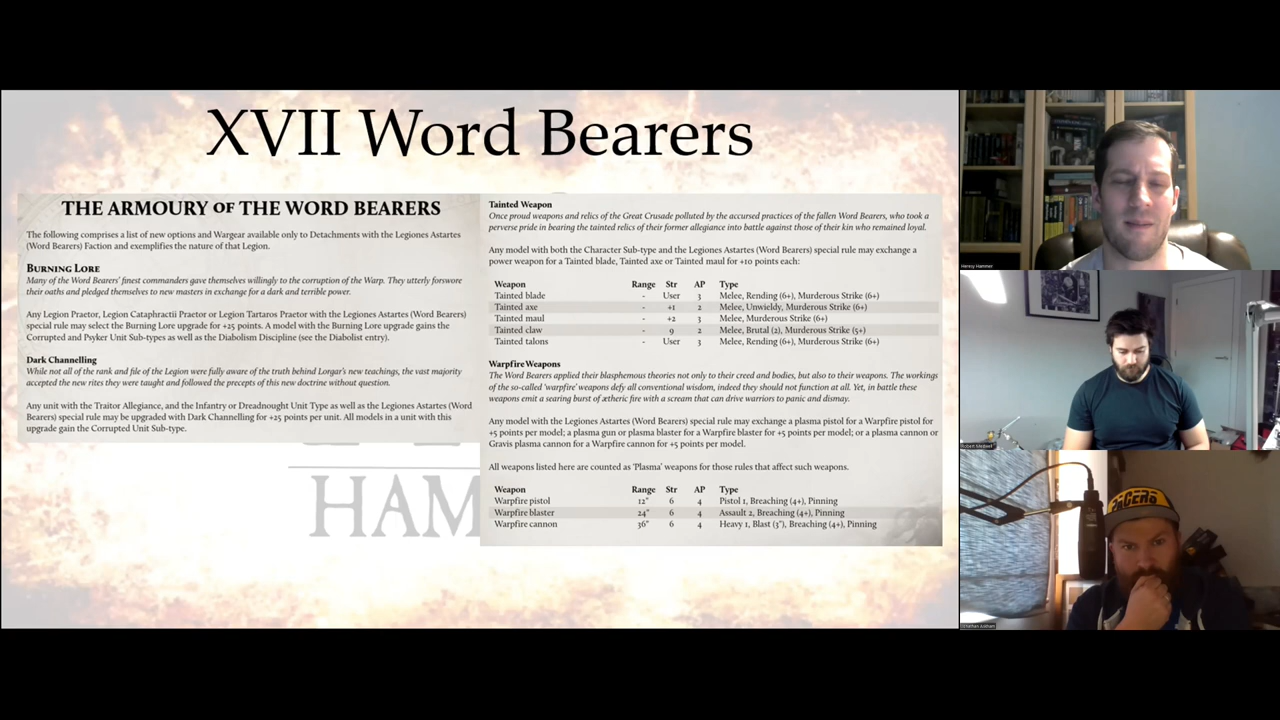 XVII Word Bearers
THE ARMOURY OF THE WORD BEARERS
The following comprises a list of new options and Wargear available only to Detachments with the Legiones Astartes
(Word Bearers) Faction and exemplifies the nature of that Legion.
BURNING LORE
Many of the Word Bearers' finest commanders gave themselves willingly to the corruption of the Warp. They utterly forswore
their oaths and pledged themselves to new masters in exchange for a dark and terrible power.
Any Legion Praetor, Legion Cataphractii Praetor or Legion Tartaros Praetor with the Legiones Astartes (Word Bearers)
special rule may select the Burning Lore upgrade for +25 points. A model with the Burning Lore upgrade gains the
Corrupted and Psyker Unit Sub-types as well as the Diabolism Discipline (see the Diabolist entry).
Dark Channelling
While not all of the rank and file of the Legion were fully aware of the truth behind Lorgar's new teachings, the vast majority
accepted the new rites they were taught and followed the precepts of this new doctrine without question.
Any unit with the Traitor Allegiance, and the Infantry or Dreadnought Unit Type as well as the Legiones Astartes (Word
Bearers) special rule may be upgraded with Dark Channelling for +25 points per unit. All models in a unit with this
upgrade gain the Corrupted Unit Sub-type.
HAM
Tainted Weapon
Once proud weapons and relics of the Great Crusade polluted by the accursed practices of the fallen Word Bearers, who took a
perverse pride in bearing the tainted relics of their former allegiance into battle against those of their kin who remained loyal.
Any model with both the Character Sub-type and the Legiones Astartes (Word Bearers) special rule may exchange a
power weapon for a Tainted blade, Tainted axe or Tainted maul for +10 points each:
Weapon Range Str AP Type
Tainted blade - User 3 Melee, Rending (6+), Murderous Strike (6+)
Tainted axe - +1 2 Melee, Unwieldy, Murderous Strike (6+)
Tainted maul - +2 3 Melee, Murderous Strike (6+)
Tainted claw - 9 2 Melee, Brutal (2), Murderous Strike (5+)
Tainted talons - User 3 Melee, Rending (6+), Murderous Strike (6+)
Warpfire Weapons
The Word Bearers applied their blasphemous theories not only to their creed and bodies, but also to their weapons. The workings
of the so-called 'warpfire' weapons defy all conventional wisdom, indeed they should not function at all. Yet, in battle these
weapons emit a searing burst of ætheric fire with a scream that can drive warriors to panic and dismay.
Any model with the Legiones Astartes (Word Bearers) special rule may exchange a plasma pistol for a Warpfire pistol for
+5 points per model; a plasma gun or plasma blaster for a Warpfire blaster for +5 points per model; or a plasma cannon or
Gravis plasma cannon for a Warpfire cannon for +5 points per model.
All weapons listed here are counted as 'Plasma' weapons for those rules that affect such weapons.
Weapon Range Str AP Type
Warpfire pistol 12" 6 4 Pistol 1, Breaching (4+), Pinning
Warpfire blaster 24" 6 4 Assault 2, Breaching (4+), Pinning
Warpfire cannon 36" 6 4 Heavy 1, Blast (3"), Breaching (4+), Pinning
Hammer
Robert
PACERS